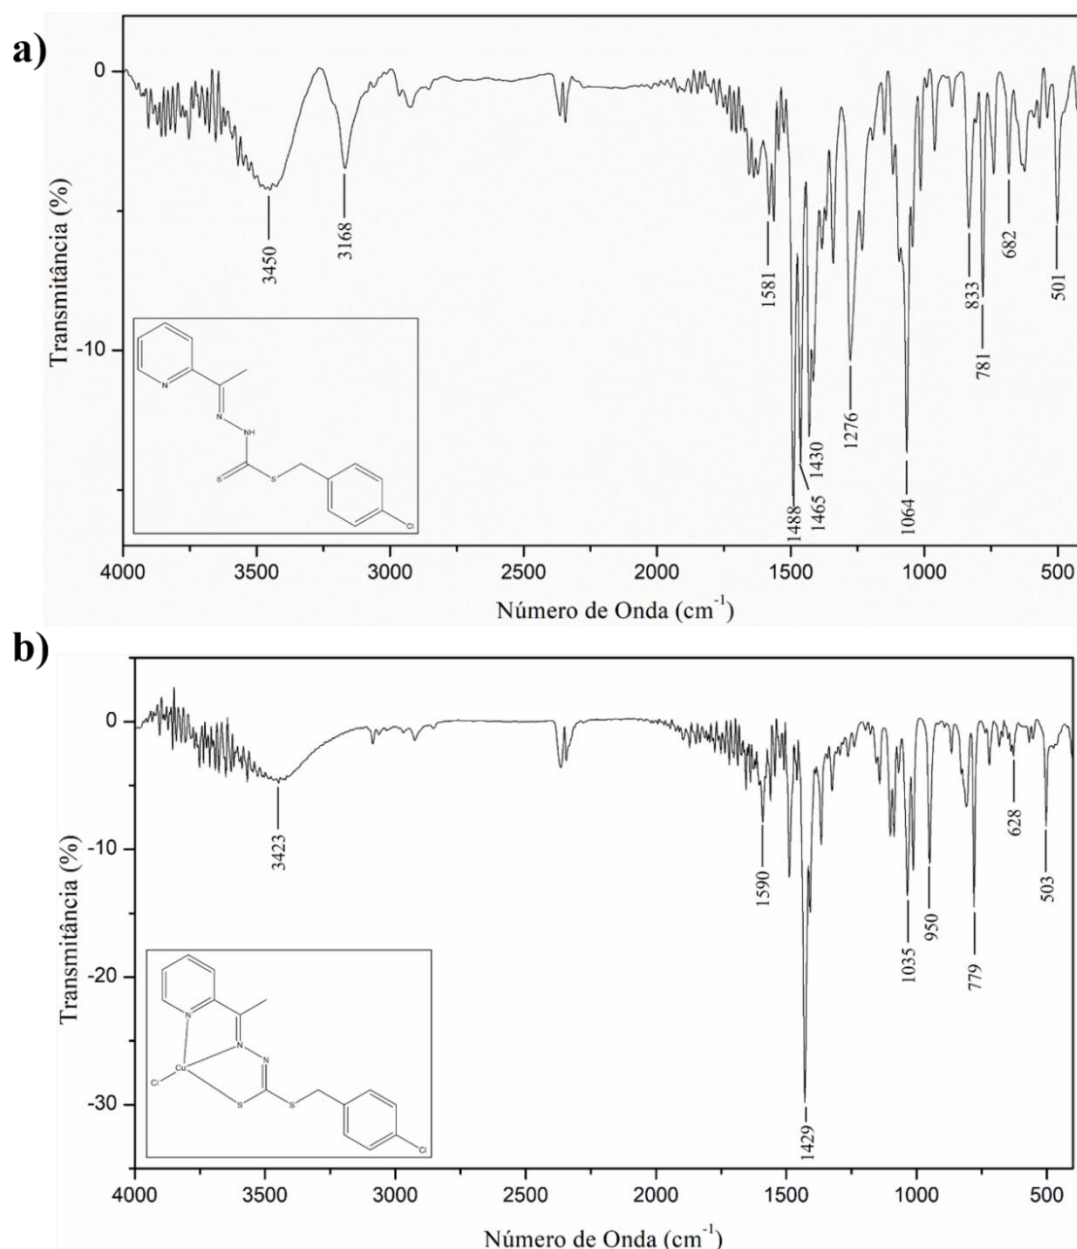 a)
0
-10
Transmitância (%)
3450
3168
1581
1488
1465
1430
1276
1064
833
781
682
501
N
N
NH
S
S
Cl
4000
3500
3000
2500
2000
1500
1000
500
Número de Onda (cm⁻¹)
b)
0
-10
-20
-30
Transmitância (%)
3423
1590
1429
1035
950
779
628
503
N
N
N
Cu
Cl
S
S
Cl
4000
3500
3000
2500
2000
1500
1000
500
Número de Onda (cm⁻¹)